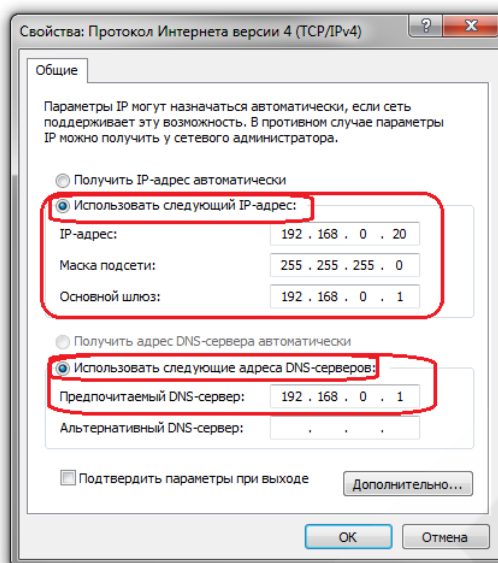 Свойства: Протокол Интернета версии 4 (TCP/IPv4)
Общие
Параметры IP могут назначаться автоматически, если сеть
поддерживает эту возможность. В противном случае параметры
IP можно получить у сетевого администратора.
Получить IP-адрес автоматически
Использовать следующий IP-адрес:
IP-адрес: 192 . 168 . 0 . 20
Маска подсети: 255 . 255 . 255 . 0
Основной шлюз: 192 . 168 . 0 . 1
Получить адрес DNS-сервера автоматически
Использовать следующие адреса DNS-серверов:
Предпочитаемый DNS-сервер: 192 . 168 . 0 . 1
Альтернативный DNS-сервер: . . .
Подтвердить параметры при выходе
Дополнительно...
OK Отмена